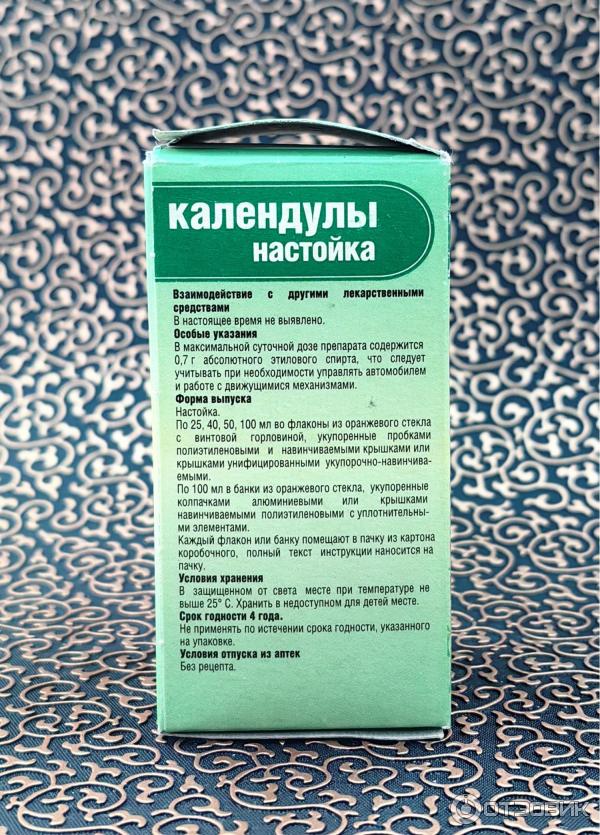 календулы
настойка
Взаимодействие с другими лекарственными
средствами
В настоящее время не выявлено.
Особые указания
В максимальной суточной дозе препарата содержится
0,7 г абсолютного этилового спирта, что следует
учитывать при необходимости управлять автомобилем
и работе с движущимися механизмами.
Форма выпуска
Настойка.
По 25, 40, 50, 100 мл во флаконы из оранжевого стекла
с винтовой горловиной, укупоренные пробками
полиэтиленовыми и навинчиваемыми крышками или
крышками унифицированными укупорочно-навинчива-
емыми.
По 100 мл в банки из оранжевого стекла, укупоренные
колпачками алюминиевыми или крышками
навинчиваемыми полиэтиленовыми с уплотнительны-
ми элементами.
Каждый флакон или банку помещают в пачку из картона
коробочного, полный текст инструкции наносится на
пачку.
Условия хранения
В защищенном от света месте при температуре не
выше 25° С. Хранить в недоступном для детей месте.
Срок годности 4 года.
Не применять по истечении срока годности, указанного
на упаковке.
Условия отпуска из аптек
Без рецепта.
ОТЗОВИК